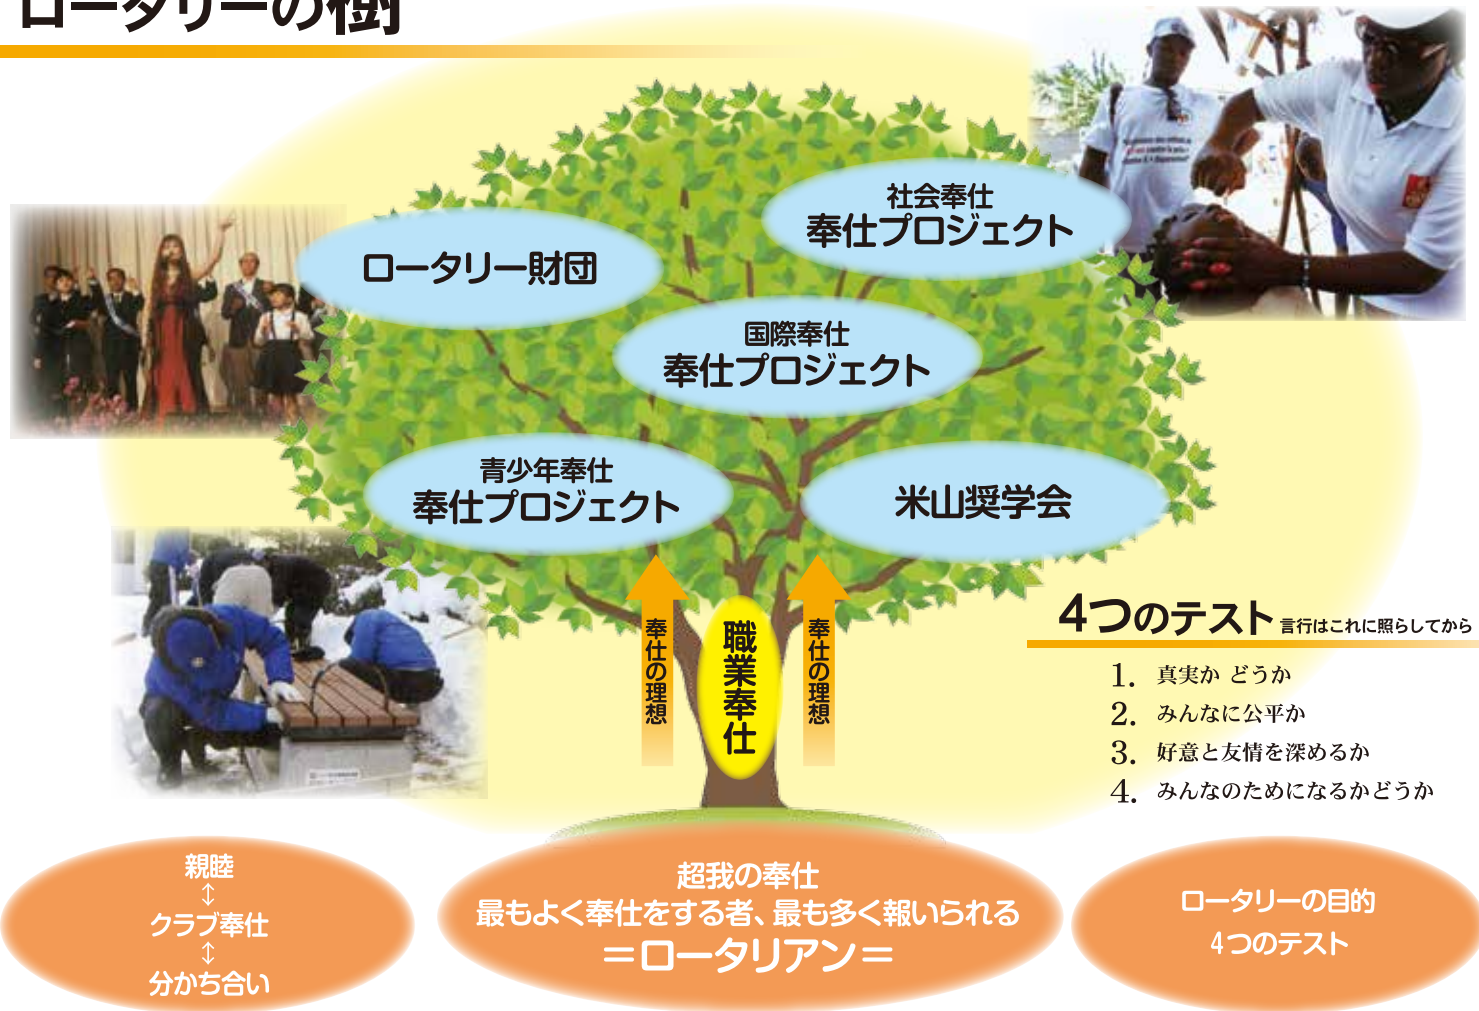 ロータリーの樹
社会奉仕
奉仕プロジェクト
ロータリー財団
国際奉仕
奉仕プロジェクト
青少年奉仕
奉仕プロジェクト
米山奨学会
奉仕の理想
職業奉仕
奉仕の理想
4つのテスト 言行はこれに照らしてから
1. 真実か どうか
2. みんなに公平か
3. 好意と友情を深めるか
4. みんなのためになるかどうか
親睦
↕
クラブ奉仕
↕
分かち合い
超我の奉仕
最もよく奉仕をする者、最も多く報いられる
＝ロータリアン＝
ロータリーの目的
4つのテスト